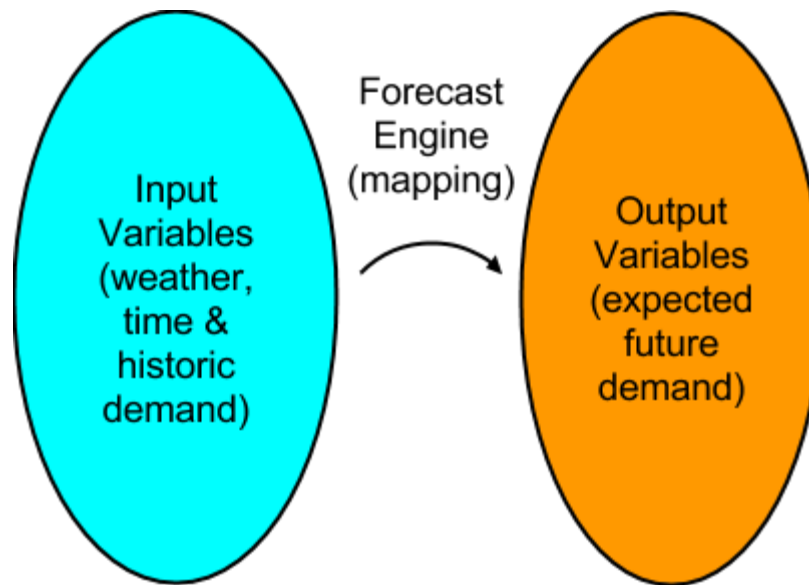 Input
Variables
(weather,
time &
historic
demand)
Forecast
Engine
(mapping)
Output
Variables
(expected
future
demand)